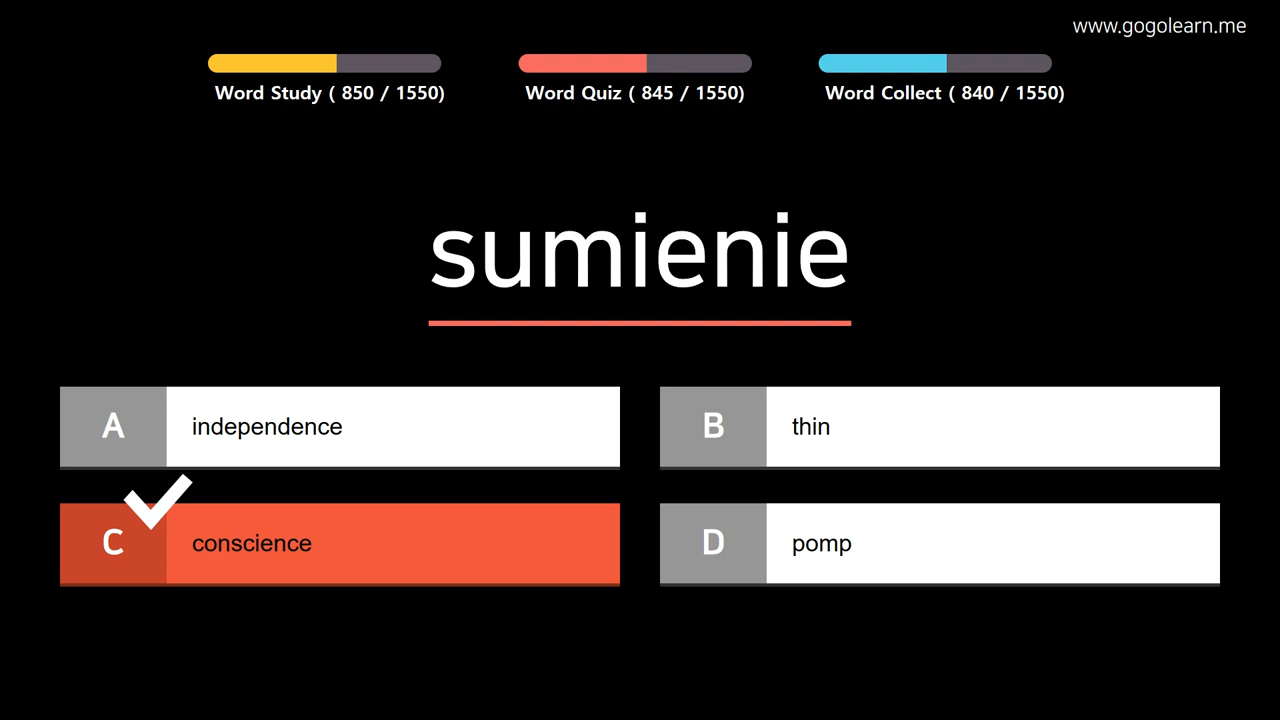 www.gogolearn.me
Word Study ( 850 / 1550)
Word Quiz ( 845 / 1550)
Word Collect ( 840 / 1550)
sumienie
A independence
B thin
C conscience
D pomp